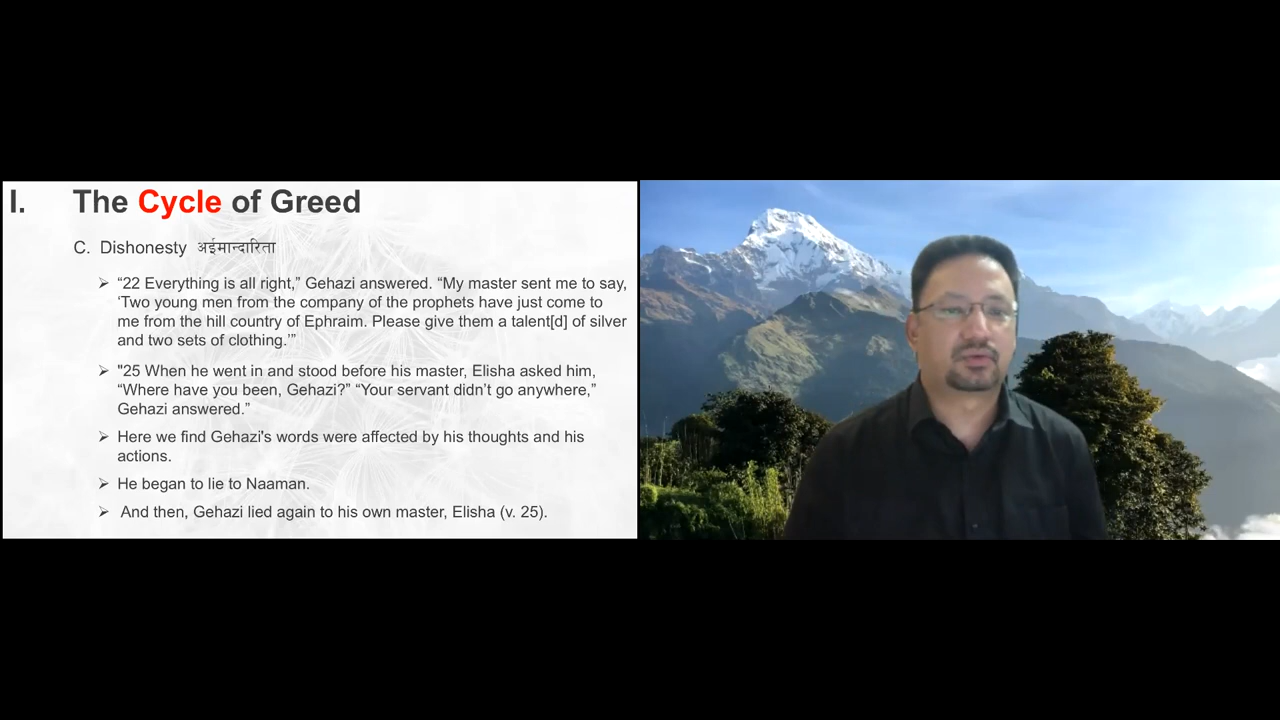 I. The Cycle of Greed
C. Dishonesty अईमान्दारिता
➢ “22 Everything is all right,” Gehazi answered. “My master sent me to say,
‘Two young men from the company of the prophets have just come to
me from the hill country of Ephraim. Please give them a talent[d] of silver
and two sets of clothing.’”
➢ "25 When he went in and stood before his master, Elisha asked him,
“Where have you been, Gehazi?” “Your servant didn’t go anywhere,”
Gehazi answered.”
➢ Here we find Gehazi's words were affected by his thoughts and his
actions.
➢ He began to lie to Naaman.
➢ And then, Gehazi lied again to his own master, Elisha (v. 25).